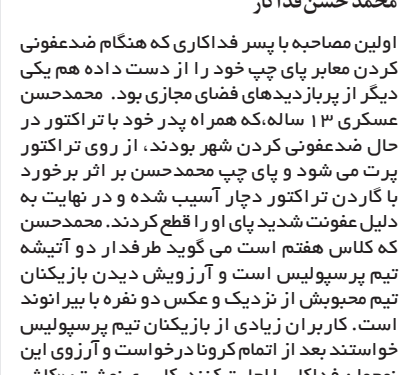 محمد حسن فداکار
اولین مصاحبه با پسر فداکاری که هنگام ضدعفونی
کردن معابر پای چپ خود را از دست داده هم یکی
دیگر از پربازدیدهای فضای مجازی بود. محمدحسن
عسکری ۱۳ ساله،که همراه پدر خود با تراکتور در
حال ضدعفونی کردن شهر بودند، از روی تراکتور
پرت می شود و پای چپ محمدحسن بر اثر برخورد
با گاردن تراکتور دچار آسیب شده و در نهایت به
دلیل عفونت شدید پای او را قطع کردند. محمدحسن
که کلاس هفتم است می گوید طرفدار دو آتیشه
تیم پرسپولیس است و آرزویش دیدن بازیکنان
تیم محبوبش از نزدیک و عکس دو نفره با بیرانوند
است. کاربران زیادی از بازیکنان تیم پرسپولیس
خواستند بعد از اتمام کرونا درخواست و آرزوی این